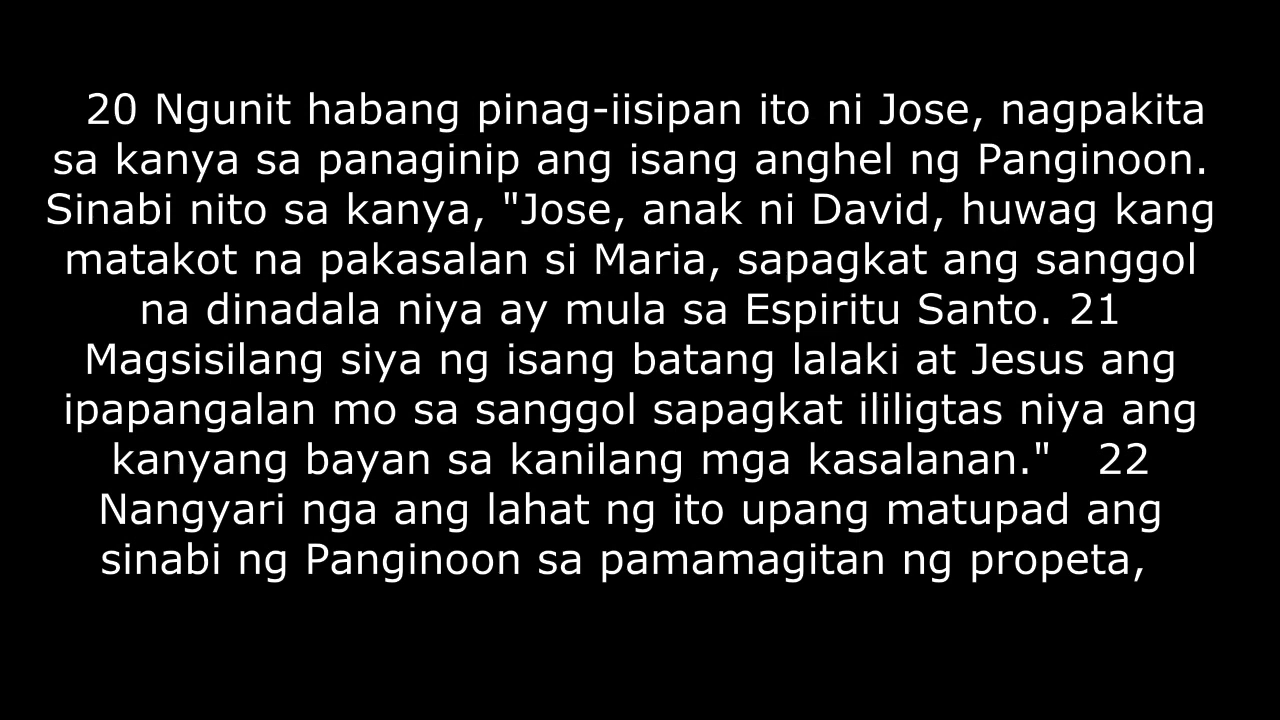 20 Ngunit habang pinag-iisipan ito ni Jose, nagpakita
sa kanya sa panaginip ang isang anghel ng Panginoon.
Sinabi nito sa kanya, "Jose, anak ni David, huwag kang
matakot na pakasalan si Maria, sapagkat ang sanggol
na dinadala niya ay mula sa Espiritu Santo. 21
Magsisilang siya ng isang batang lalaki at Jesus ang
ipapangalan mo sa sanggol sapagkat ililigtas niya ang
kanyang bayan sa kanilang mga kasalanan." 22
Nangyari nga ang lahat ng ito upang matupad ang
sinabi ng Panginoon sa pamamagitan ng propeta,